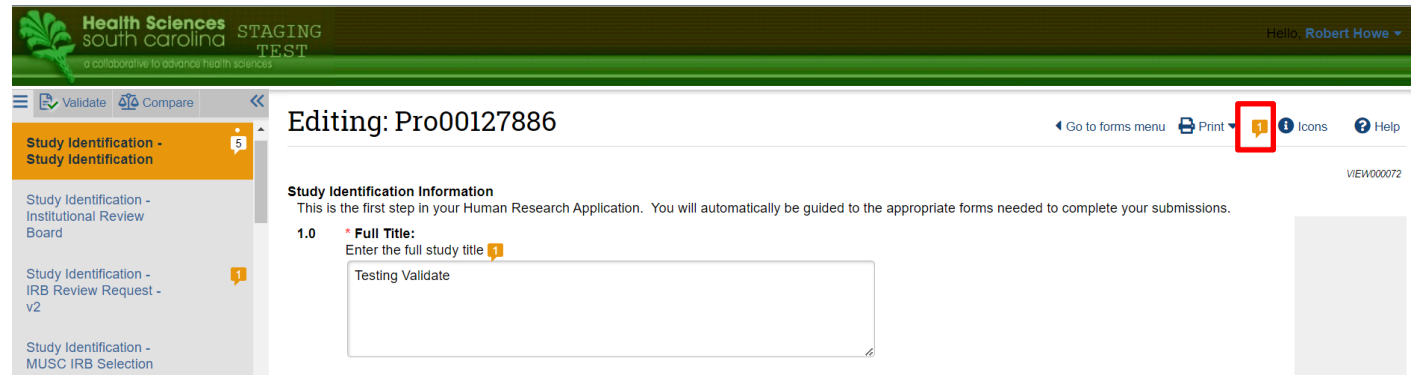 Health Sciences
south carolina
a collaborative to advance health sciences
STAGING
TEST
Hello, Robert Howe
Validate Compare
Study Identification -
Study Identification
5
Study Identification -
Institutional Review
Board
Study Identification -
IRB Review Request -
v2
1
Study Identification -
MUSC IRB Selection
Editing: Pro00127886
Go to forms menu Print 1 Icons Help
VIEW000072
Study Identification Information
This is the first step in your Human Research Application. You will automatically be guided to the appropriate forms needed to complete your submissions.
1.0 * Full Title:
Enter the full study title 1
Testing Validate